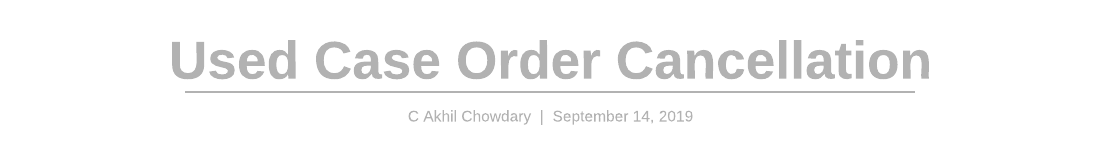 Used Case Order Cancellation
C Akhil Chowdary | September 14, 2019